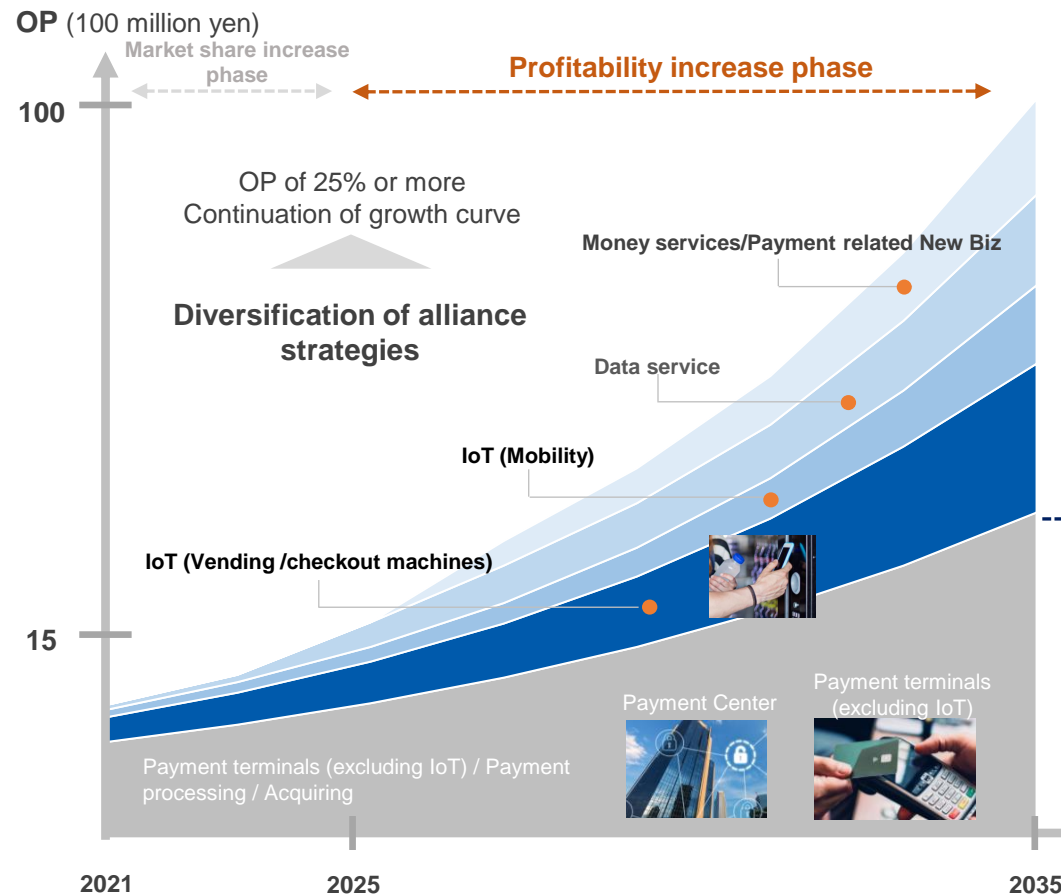 OP (100 million yen)
Market share increase
phase
Profitability increase phase
100
OP of 25% or more
Continuation of growth curve
Diversification of alliance
strategies
Money services/Payment related New Biz
Data service
IoT (Mobility)
IoT (Vending /checkout machines)
15
Payment Center
Payment terminals
(excluding IoT)
Payment terminals (excluding IoT) / Payment
processing / Acquiring
2021
2025
2035